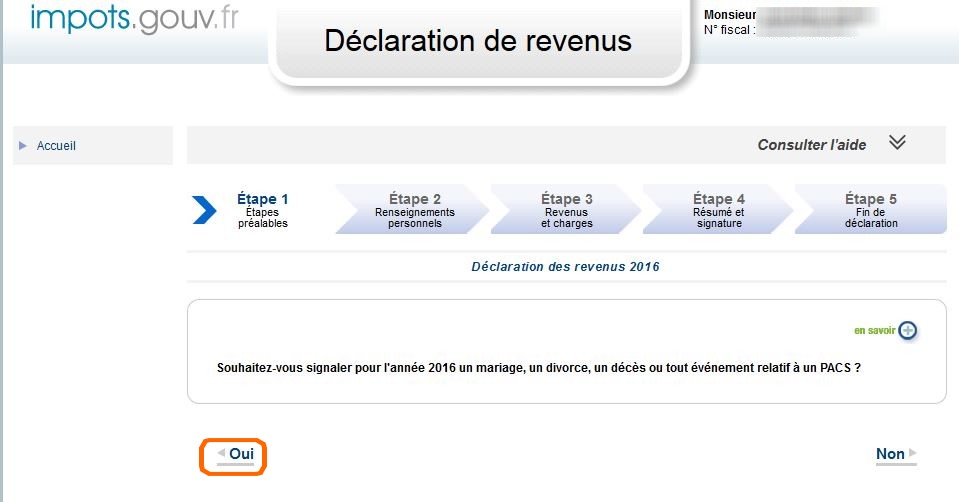 impots.gouv.fr
Déclaration de revenus
Monsieur
N° fiscal :
Accueil
Consulter l'aide
Étape 1
Étapes
préalables
Étape 2
Renseignements
personnels
Étape 3
Revenus
et charges
Étape 4
Résumé et
signature
Étape 5
Fin de
déclaration
Déclaration des revenus 2016
en savoir
Souhaitez-vous signaler pour l'année 2016 un mariage, un divorce, un décès ou tout événement relatif à un PACS ?
Oui
Non